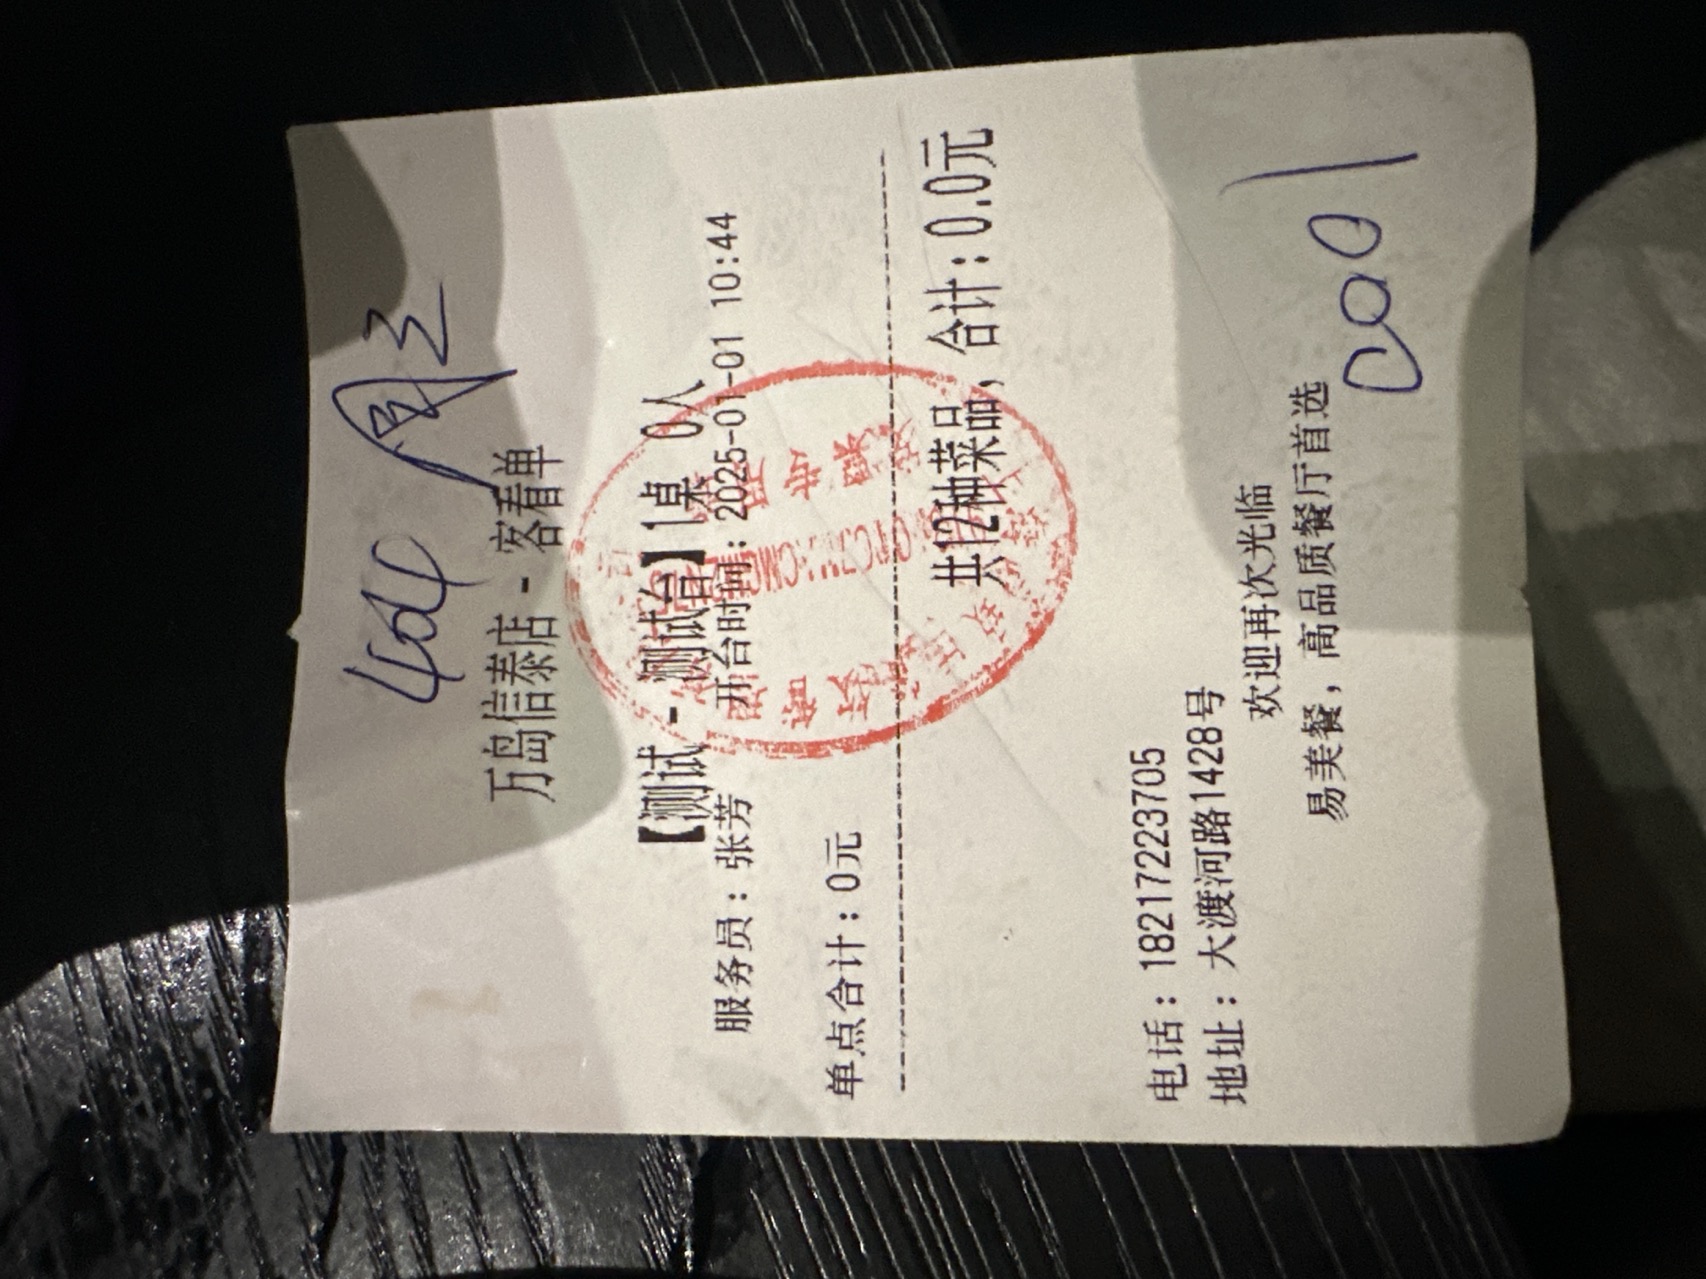 404 周三
万岛信泰店 - 客看单
【测试 - 测试台】1桌 0人
服务员：张芳 开台时间：2025-01-01 10:44
单点合计：0元
共12种菜品，合计：0.0元
电话：18217223705
地址：大渡河路1428号
欢迎再次光临
易美餐，高品质餐厅首选